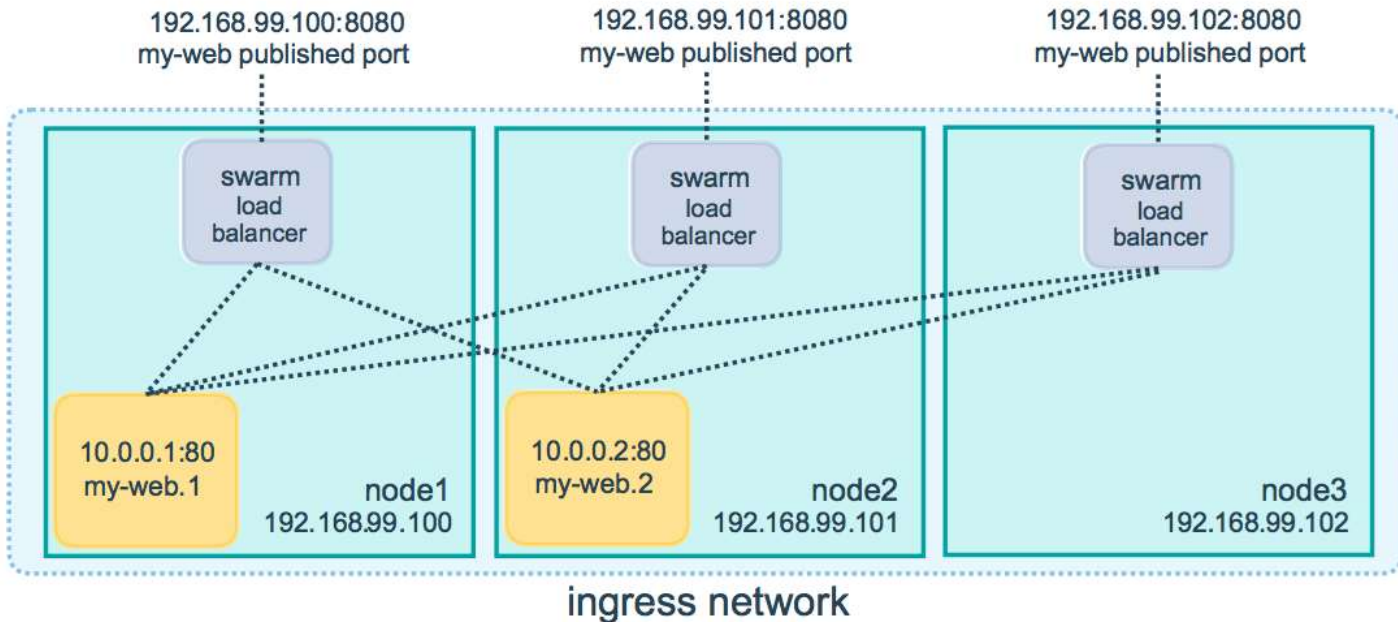 192.168.99.100:8080
my-web published port
192.168.99.101:8080
my-web published port
192.168.99.102:8080
my-web published port
swarm
load
balancer
swarm
load
balancer
swarm
load
balancer
10.0.0.1:80
my-web.1
node1
192.168.99.100
10.0.0.2:80
my-web.2
node2
192.168.99.101
node3
192.168.99.102
ingress network